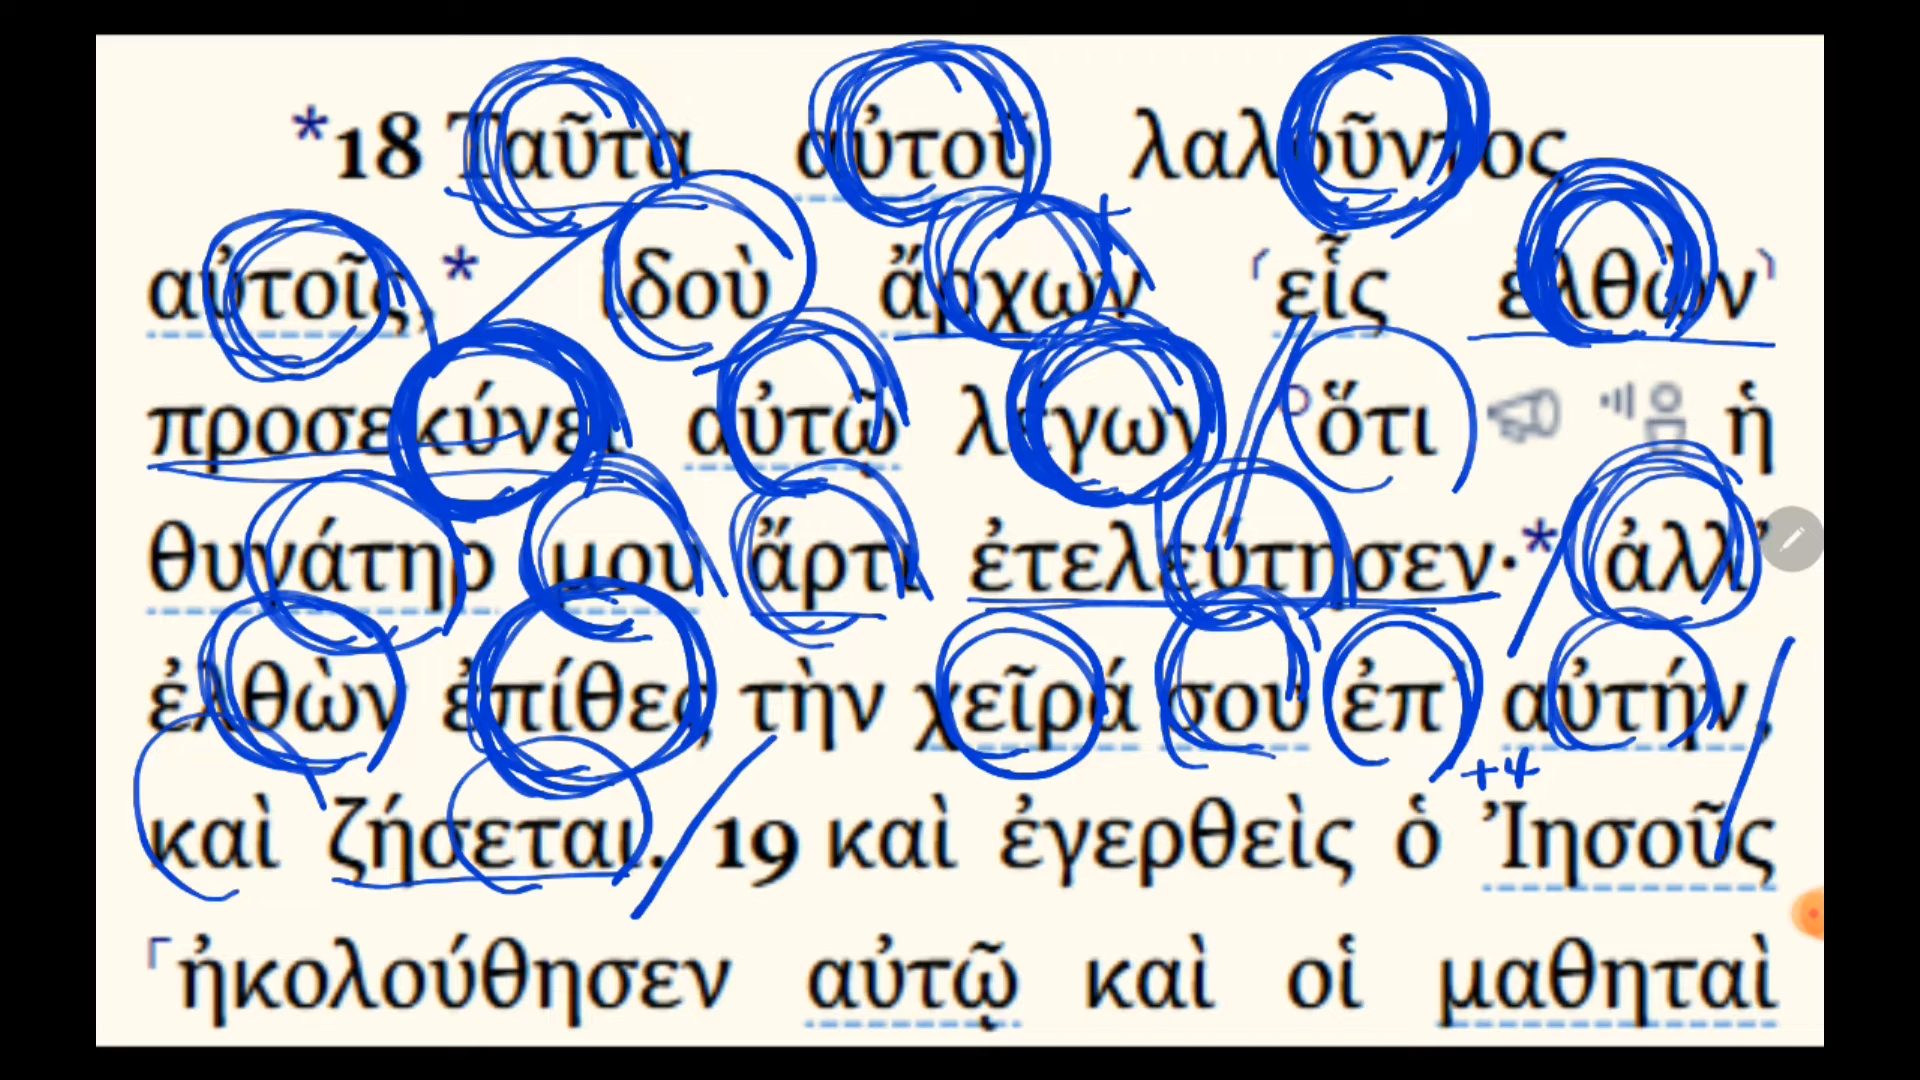 *18 Ταῦτα αὐτοῦ λαλοῦντος
αὐτοῖς,* ἰδοὺ ἄρχων ⸂εἷς ἐλθὼν⸃
προσεκύνει αὐτῷ λέγων ⸰ὅτι ἡ
θυγάτηρ μου ἄρτι ἐτελεύτησεν·* ἀλλ’
ἐλθὼν ἐπίθες τὴν χεῖρά σου ἐπ’ αὐτήν,
+4
καὶ ζήσεται. 19 καὶ ἐγερθεὶς ὁ Ἰησοῦς
⸀ἠκολούθησεν αὐτῷ καὶ οἱ μαθηταὶ